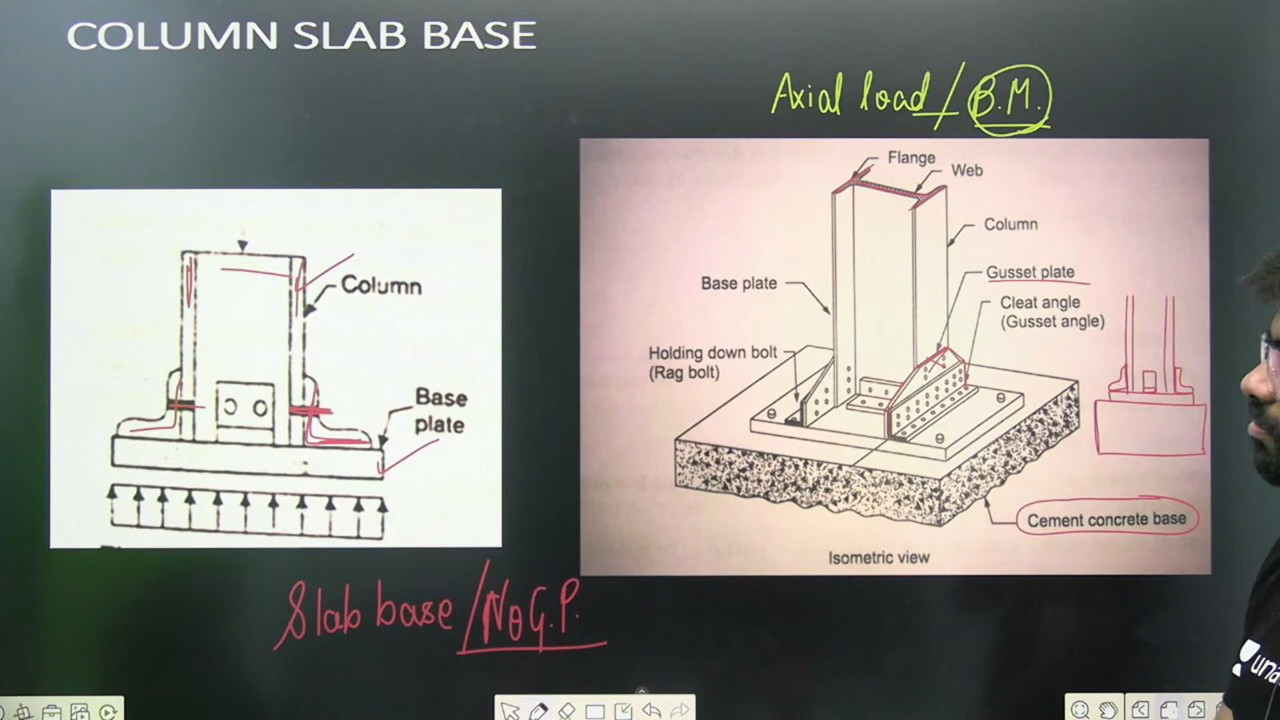 COLUMN SLAB BASE
Axial load / B.M.
Column
Base
plate
Flange
Web
Column
Gusset plate
Base plate
Cleat angle
(Gusset angle)
Holding down bolt
(Rag bolt)
Cement concrete base
Isometric view
Slab base / No G.P.